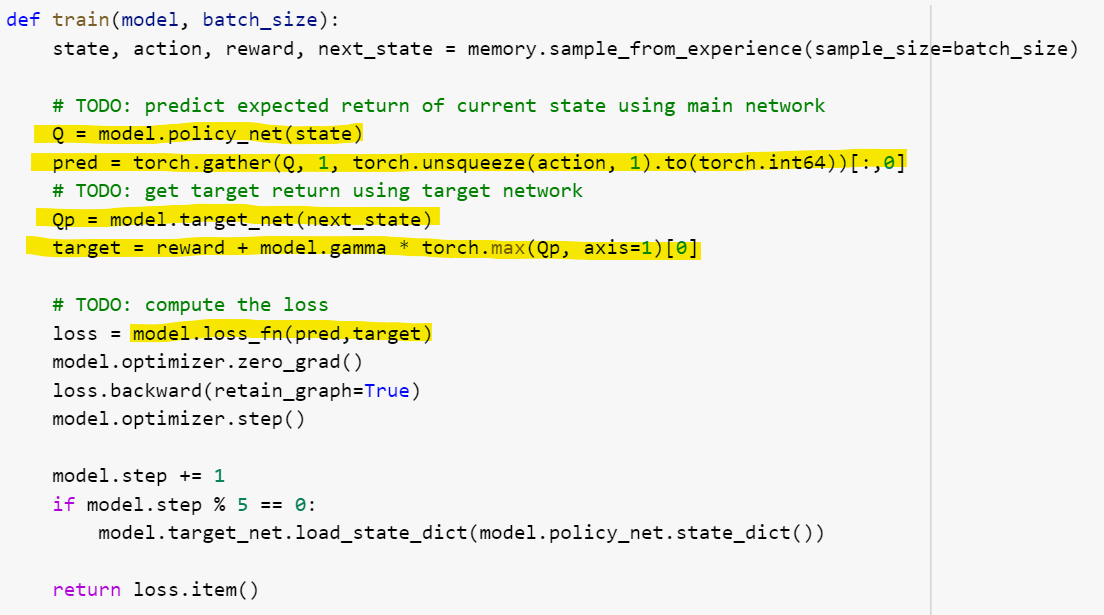 def train(model, batch_size):
    state, action, reward, next_state = memory.sample_from_experience(sample_size=batch_size)
    # TODO: predict expected return of current state using main network
    Q = model.policy_net(state)
    pred = torch.gather(Q, 1, torch.unsqueeze(action, 1).to(torch.int64))[:,0]
    # TODO: get target return using target network
    Qp = model.target_net(next_state)
    target = reward + model.gamma * torch.max(Qp, axis=1)[0]
    # TODO: compute the loss
    loss = model.loss_fn(pred,target)
    model.optimizer.zero_grad()
    loss.backward(retain_graph=True)
    model.optimizer.step()
    model.step += 1
    if model.step % 5 == 0:
        model.target_net.load_state_dict(model.policy_net.state_dict())
    return loss.item()